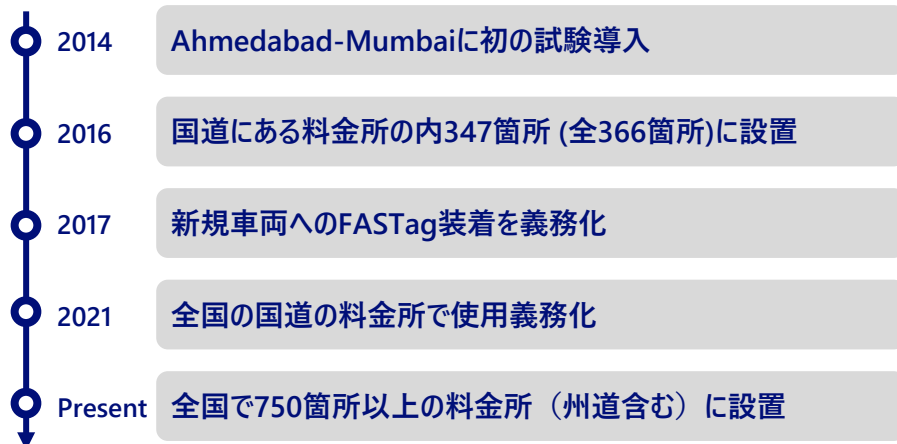 2014 Ahmedabad-Mumbaiに初の試験導入
2016 国道にある料金所の内347箇所 (全366箇所)に設置
2017 新規車両へのFASTag装着を義務化
2021 全国の国道の料金所で使用義務化
Present 全国で750箇所以上の料金所（州道含む）に設置